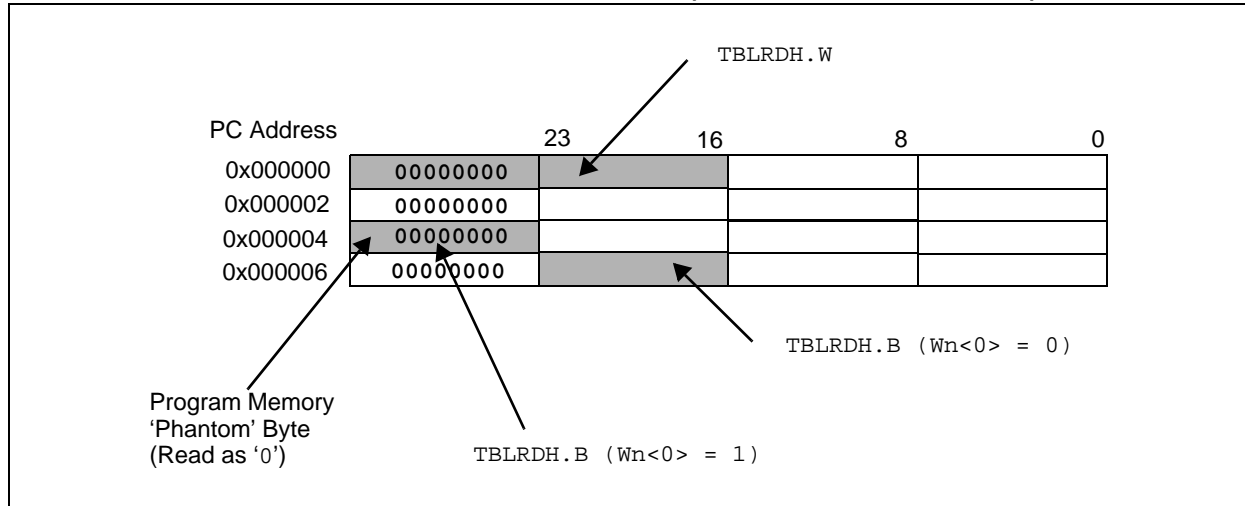 TBLRDH.W
PC Address
23 16 8 0
0x000000 00000000
0x000002 00000000
0x000004 00000000
0x000006 00000000
TBLRDH.B (Wn<0> = 0)
Program Memory
‘Phantom’ Byte
(Read as ‘0’)
TBLRDH.B (Wn<0> = 1)